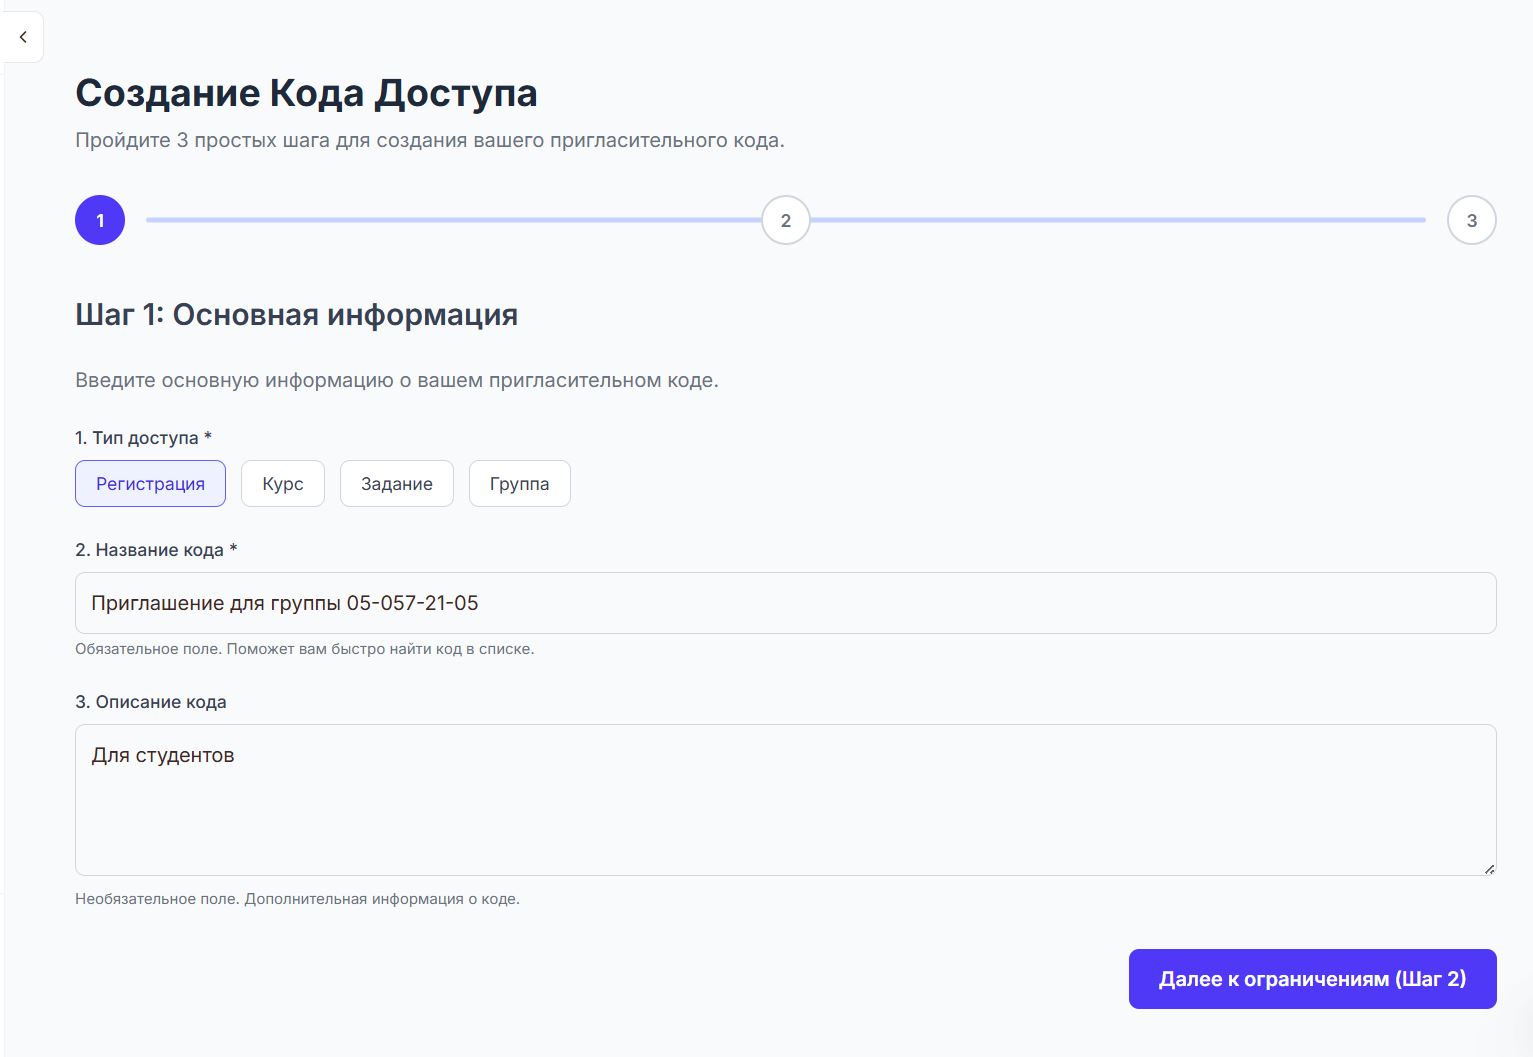 Создание Кода Доступа
Пройдите 3 простых шага для создания вашего пригласительного кода.
1
2
3
Шаг 1: Основная информация
Введите основную информацию о вашем пригласительном коде.
1. Тип доступа *
Регистрация Курс Задание Группа
2. Название кода *
Приглашение для группы 05-057-21-05
Обязательное поле. Поможет вам быстро найти код в списке.
3. Описание кода
Для студентов
Необязательное поле. Дополнительная информация о коде.
Далее к ограничениям (Шаг 2)